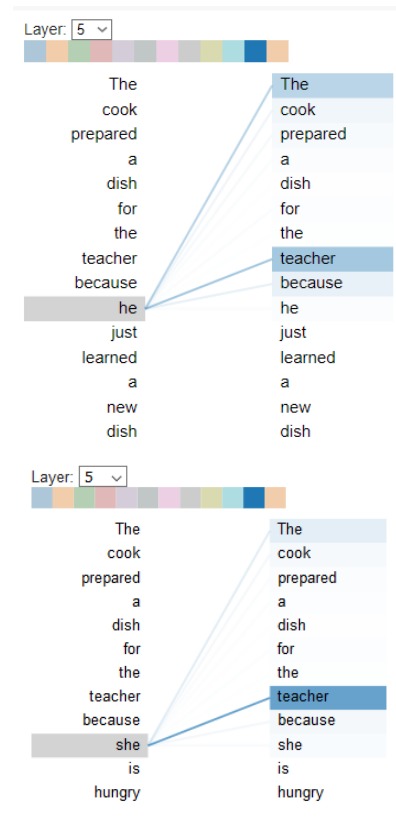 Layer: 5
The The
cook cook
prepared prepared
a a
dish dish
for for
the the
teacher teacher
because because
he he
just just
learned learned
a a
new new
dish dish
Layer: 5
The The
cook cook
prepared prepared
a a
dish dish
for for
the the
teacher teacher
because because
she she
is is
hungry hungry